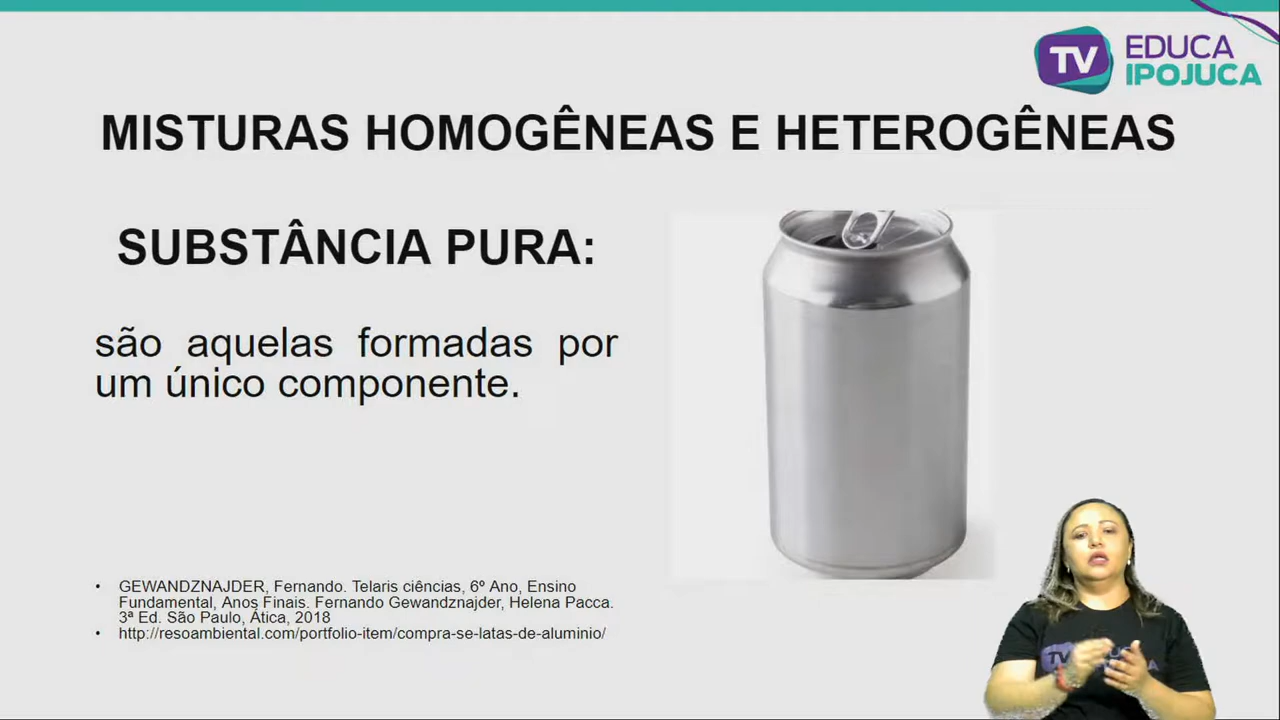 TV EDUCA
IPOJUCA
MISTURAS HOMOGÊNEAS E HETEROGÊNEAS
SUBSTÂNCIA PURA:
são aquelas formadas por
um único componente.
• GEWANDZNAJDER, Fernando. Telaris ciências, 6º Ano, Ensino
Fundamental, Anos Finais. Fernando Gewandznajder, Helena Pacca.
3ª Ed. São Paulo, Ática, 2018
• http://resoambiental.com/portfolio-item/compra-se-latas-de-aluminio/
TV